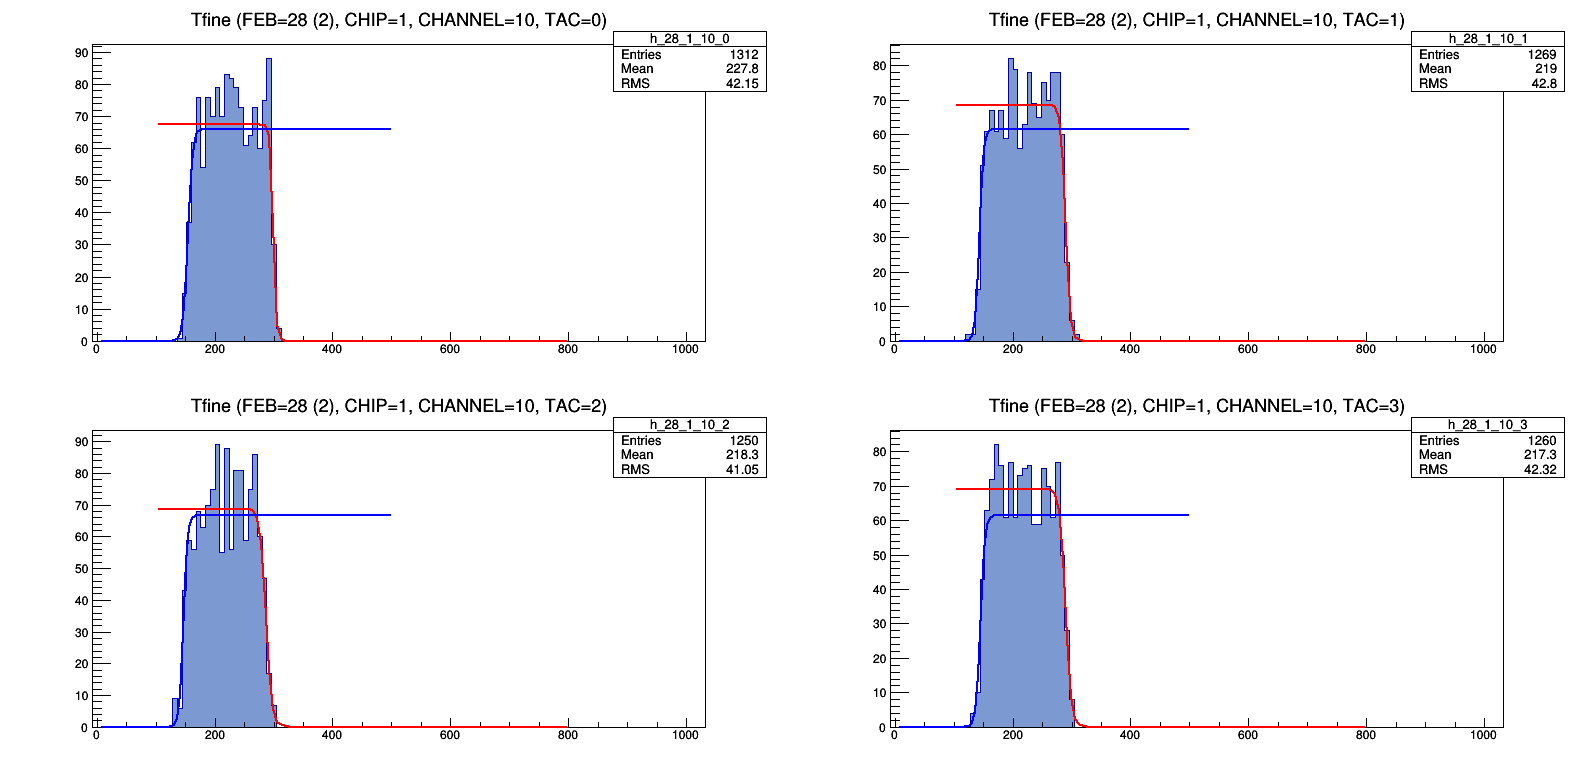 Tfine (FEB=28 (2), CHIP=1, CHANNEL=10, TAC=0)
h_28_1_10_0
Entries 1312
Mean 227.8
RMS 42.15
90
80
70
60
50
40
30
20
10
0
0 200 400 600 800 1000
Tfine (FEB=28 (2), CHIP=1, CHANNEL=10, TAC=1)
h_28_1_10_1
Entries 1269
Mean 219
RMS 42.8
80
70
60
50
40
30
20
10
0
0 200 400 600 800 1000
Tfine (FEB=28 (2), CHIP=1, CHANNEL=10, TAC=2)
h_28_1_10_2
Entries 1250
Mean 218.3
RMS 41.05
90
80
70
60
50
40
30
20
10
0
0 200 400 600 800 1000
Tfine (FEB=28 (2), CHIP=1, CHANNEL=10, TAC=3)
h_28_1_10_3
Entries 1260
Mean 217.3
RMS 42.32
80
70
60
50
40
30
20
10
0
0 200 400 600 800 1000